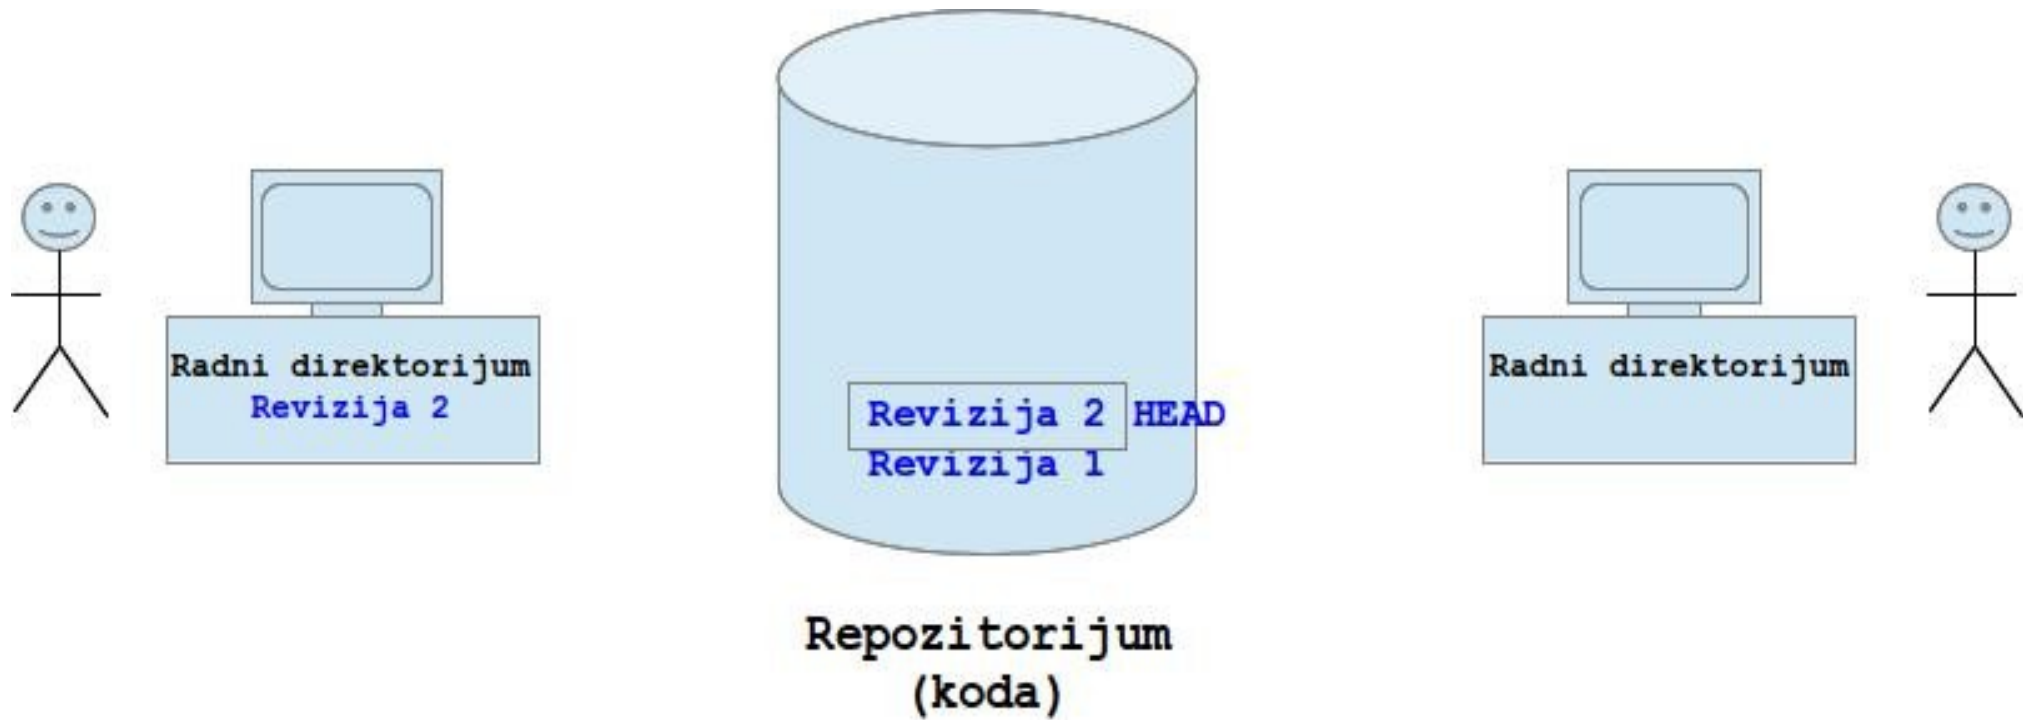 Radni direktorijum
Revizija 2
Revizija 2 HEAD
Revizija 1
Radni direktorijum
Repozitorijum
(koda)